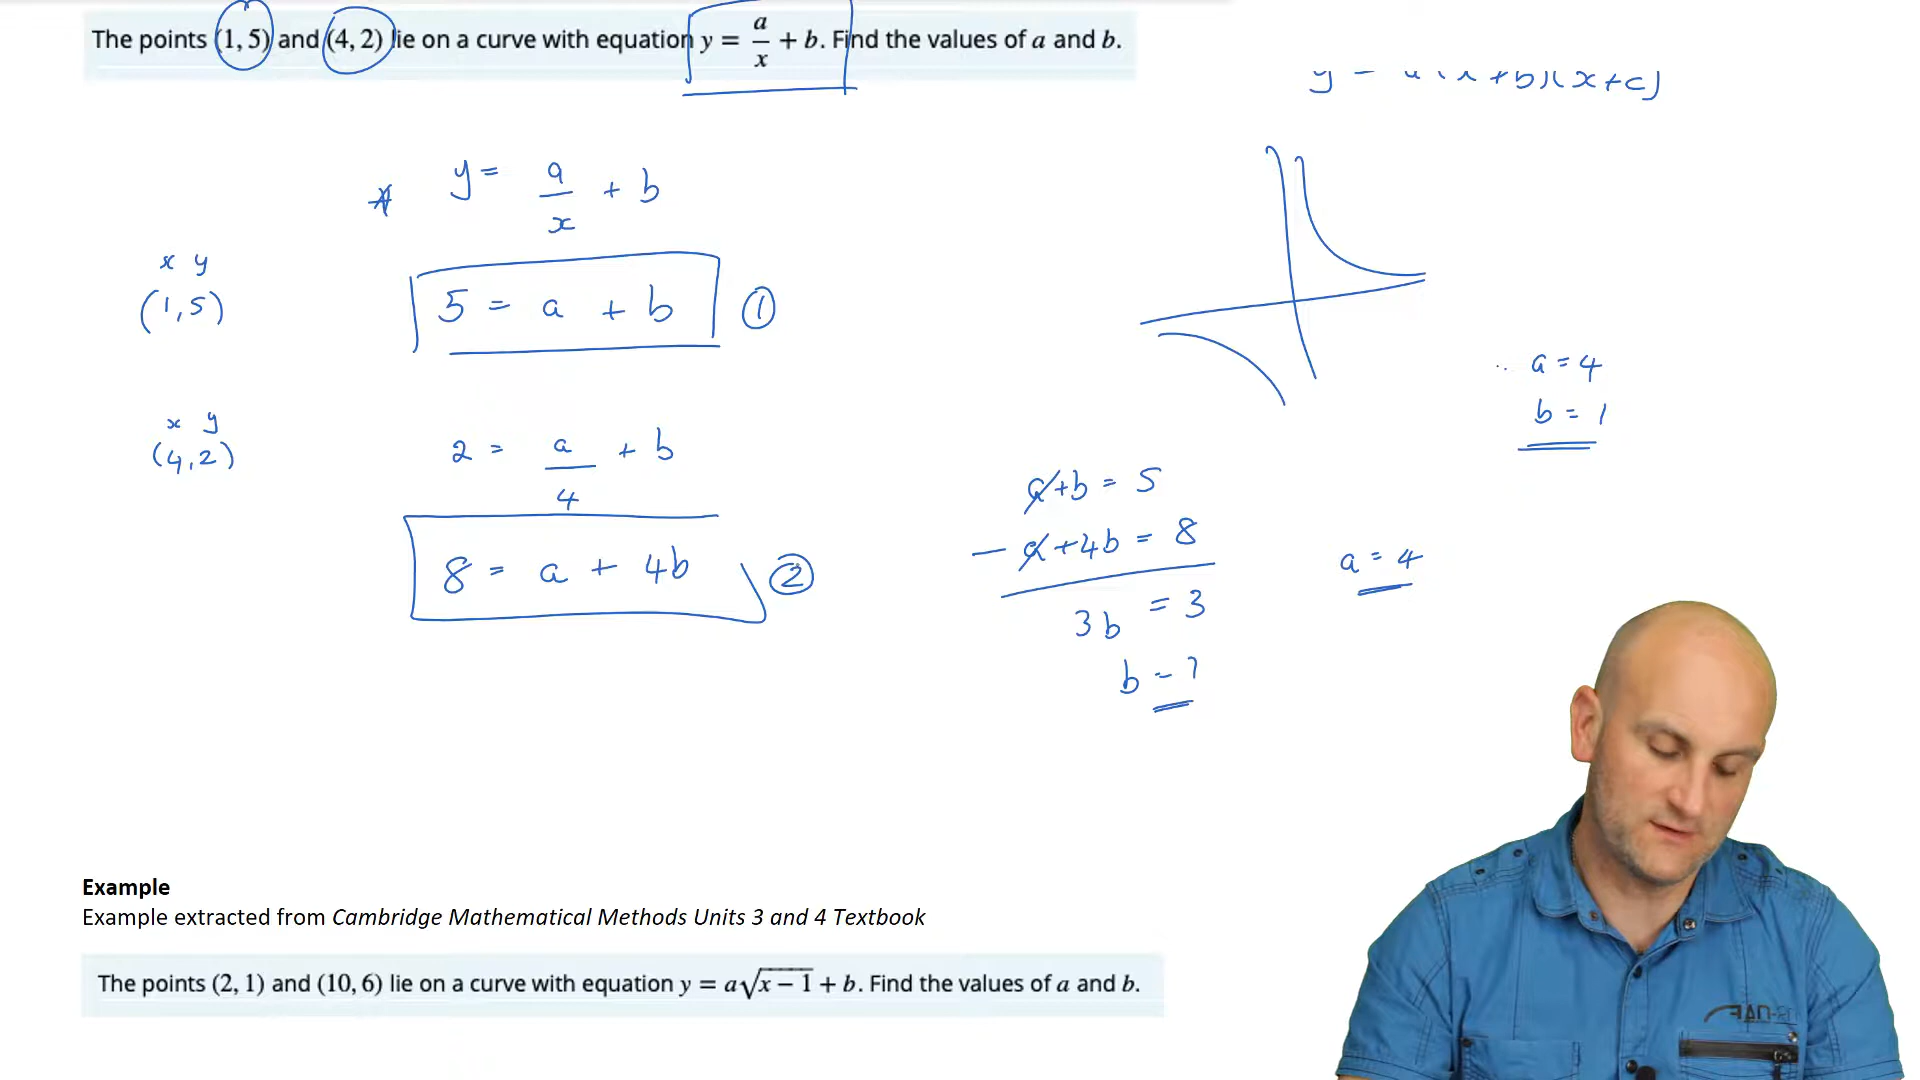 The points (1, 5) and (4, 2) lie on a curve with equation y = a/x + b. Find the values of a and b.
(x+c)
y = a/x + b
x y
(1,5)
5 = a + b ①
a = 4
b = 1
x y
(4,2)
2 = a/4 + b
8 = a + 4b ②
a+b = 5
- a+4b = 8
3b = 3
b = 1
a = 4
Example
Example extracted from Cambridge Mathematical Methods Units 3 and 4 Textbook
The points (2, 1) and (10, 6) lie on a curve with equation y = a√x − 1 + b. Find the values of a and b.